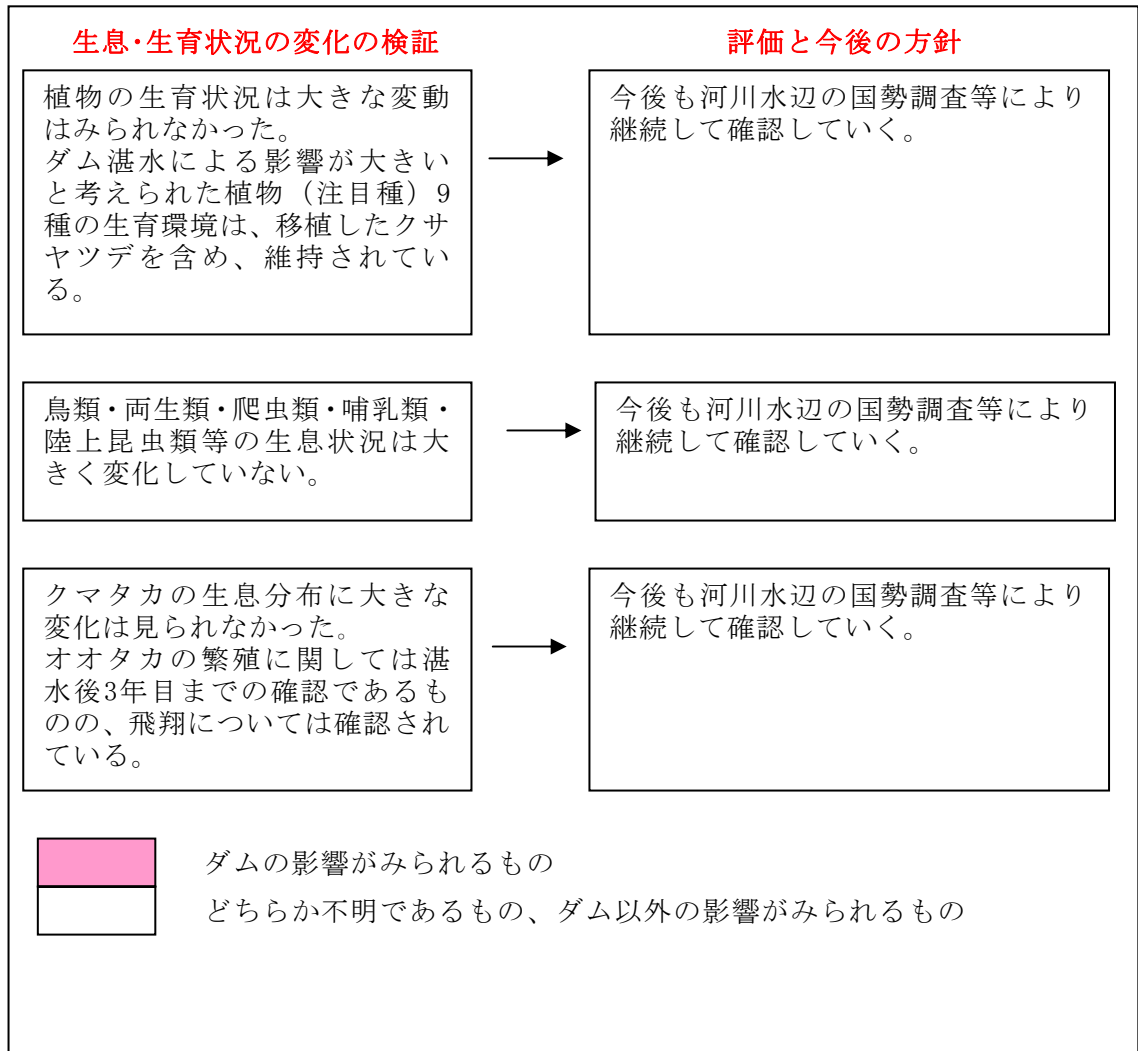 生息･生育状況の変化の検証
評価と今後の方針
植物の生育状況は大きな変動
はみられなかった。
ダム湛水による影響が大きい
と考えられた植物（注目種）9
種の生育環境は、移植したクサ
ヤツデを含め、維持されてい
る。
今後も河川水辺の国勢調査等により
継続して確認していく。
鳥類・両生類・爬虫類・哺乳類・
陸上昆虫類等の生息状況は大
きく変化していない。
今後も河川水辺の国勢調査等により
継続して確認していく。
クマタカの生息分布に大きな
変化は見られなかった。
オオタカの繁殖に関しては湛
水後3年目までの確認であるも
のの、飛翔については確認され
ている。
今後も河川水辺の国勢調査等により
継続して確認していく。
ダムの影響がみられるもの
どちらか不明であるもの、ダム以外の影響がみられるもの